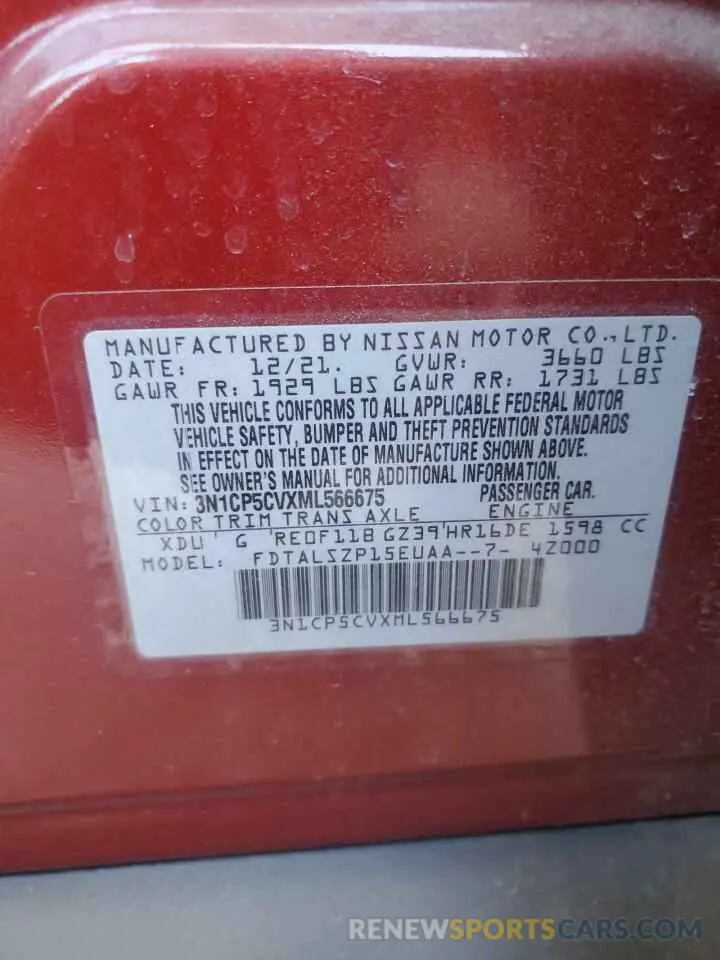 MANUFACTURED BY NISSAN MOTOR CO., LTD.
DATE: 12/21. GVWR: 3660 LBS
GAWR FR: 1929 LBS GAWR RR: 1731 LBS
THIS VEHICLE CONFORMS TO ALL APPLICABLE FEDERAL MOTOR
VEHICLE SAFETY, BUMPER AND THEFT PREVENTION STANDARDS
IN EFFECT ON THE DATE OF MANUFACTURE SHOWN ABOVE.
SEE OWNER'S MANUAL FOR ADDITIONAL INFORMATION.
VIN: 3N1CP5CVXML566675 PASSENGER CAR.
COLOR TRIM TRANS AXLE ENGINE
XDU G RE0F11B GZ39 HR16DE 1598 CC
MODEL: FDTALSZP15EUAA--7- 4Z000
3N1CP5CVXML566675
RENEWSPORTSCARS.COM